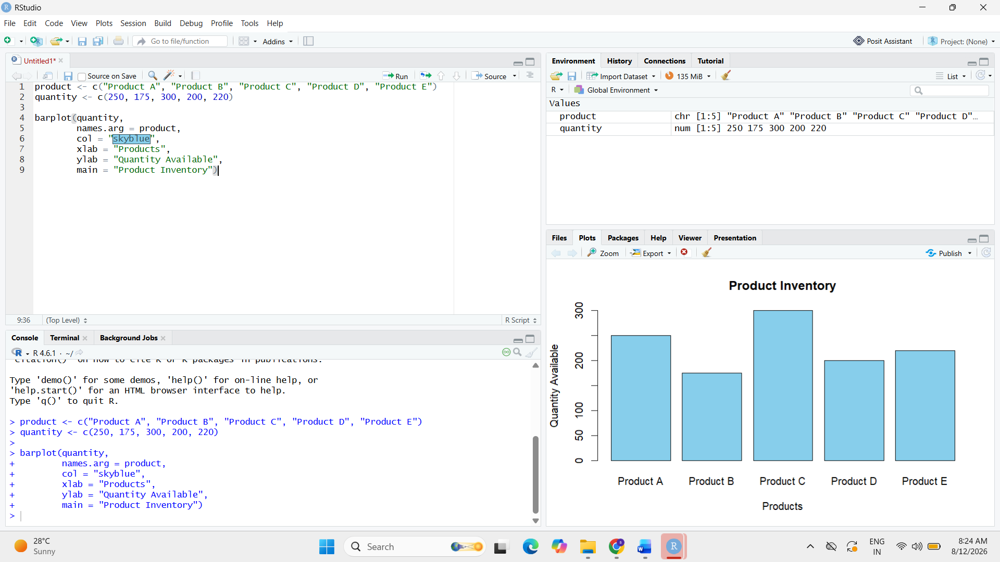 RStudio
File Edit Code View Plots Session Build Debug Profile Tools Help
Go to file/function Addins Posit Assistant Project: (None)
Untitled1*
Source on Save Run Source
1 product <- c("Product A", "Product B", "Product C", "Product D", "Product E")
2 quantity <- c(250, 175, 300, 200, 220)
3
4 barplot(quantity,
5 names.arg = product,
6 col = "skyblue",
7 xlab = "Products",
8 ylab = "Quantity Available",
9 main = "Product Inventory")
9:36 (Top Level) R Script
Console Terminal Background Jobs
R 4.6.1 · ~/
'citation()' on how to cite R or R packages in publications.
Type 'demo()' for some demos, 'help()' for on-line help, or
'help.start()' for an HTML browser interface to help.
Type 'q()' to quit R.
> product <- c("Product A", "Product B", "Product C", "Product D", "Product E")
> quantity <- c(250, 175, 300, 200, 220)
>
> barplot(quantity,
+ names.arg = product,
+ col = "skyblue",
+ xlab = "Products",
+ ylab = "Quantity Available",
+ main = "Product Inventory")
>
Environment History Connections Tutorial
Import Dataset 135 MiB List
R Global Environment
Values
product chr [1:5] "Product A" "Product B" "Product C" "Product D"…
quantity num [1:5] 250 175 300 200 220
Files Plots Packages Help Viewer Presentation
Zoom Export Publish
Product Inventory
Quantity Available
300
200
100
50
0
Product A Product B Product C Product D Product E
Products
28°C
Sunny
Search
ENG
IN
8:24 AM
8/12/2026